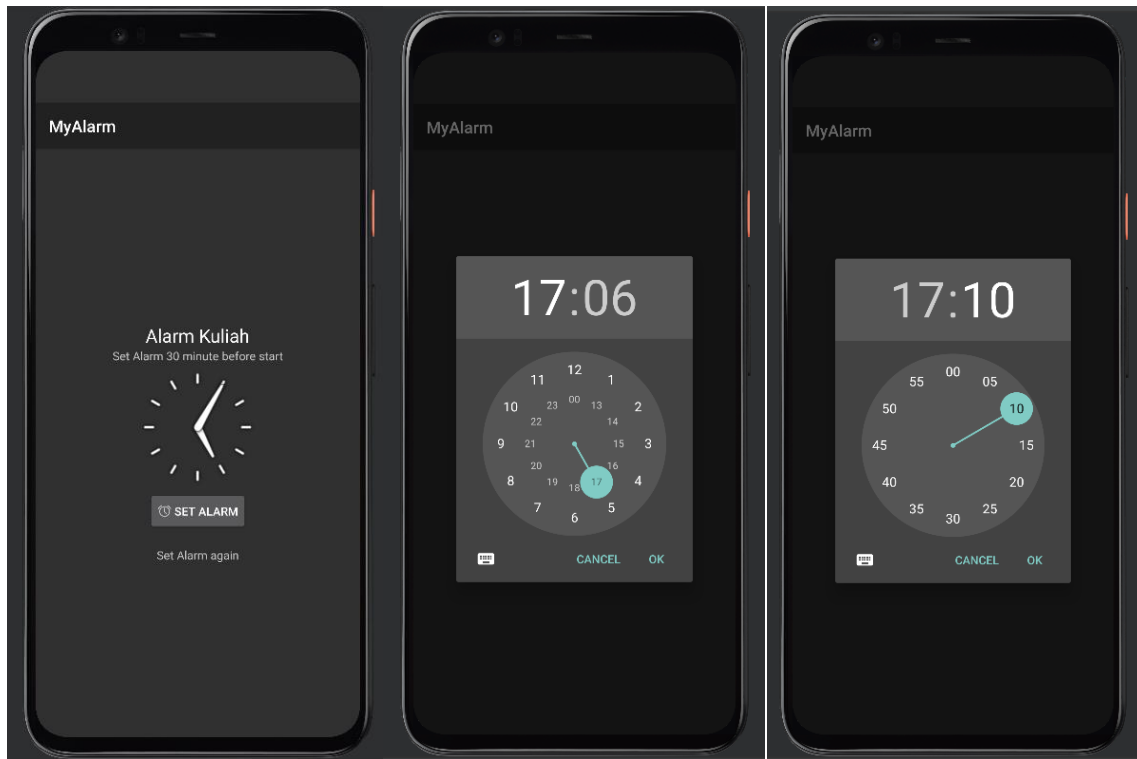 MyAlarm
Alarm Kuliah
Set Alarm 30 minute before start
SET ALARM
Set Alarm again
MyAlarm
17:06
12
11 1
23 00 13
10 2
22 14
9 21 15 3
20 16
8 4
19 18 17
7 5
6
CANCEL OK
MyAlarm
17:10
00
55 05
50 10
45 15
40 20
35 25
30
CANCEL OK